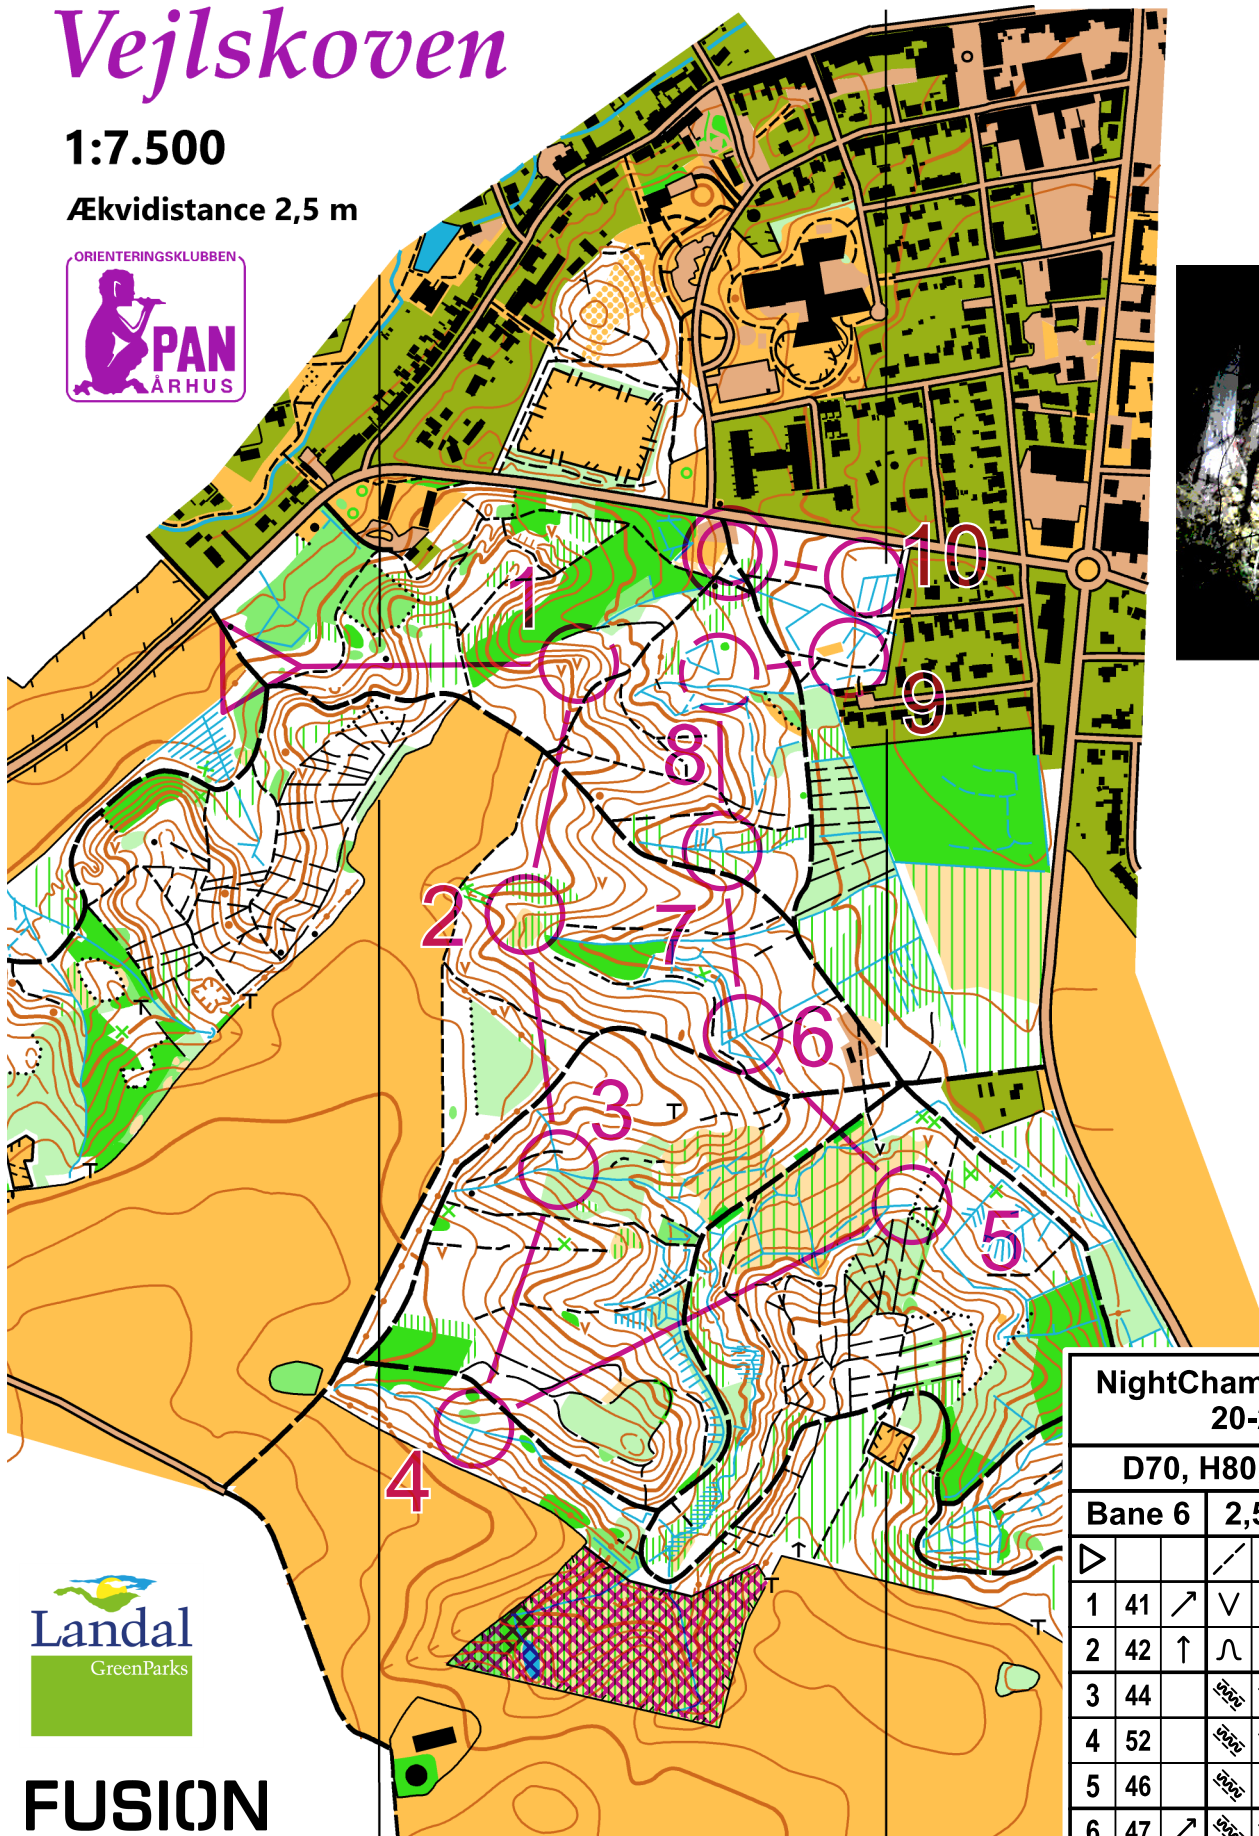 Vejlskoven
1:7.500
Ækvidistance 2,5 m
ORIENTERINGSKLUBBEN
PAN
ÅRHUS
1
2
3
4
5
6
7
8
9
10
NightCham
20-
D70, H80
Bane 6 2,5
1 41
2 42
3 44
4 52
5 46
6 47
Landal
GreenParks
FUSION